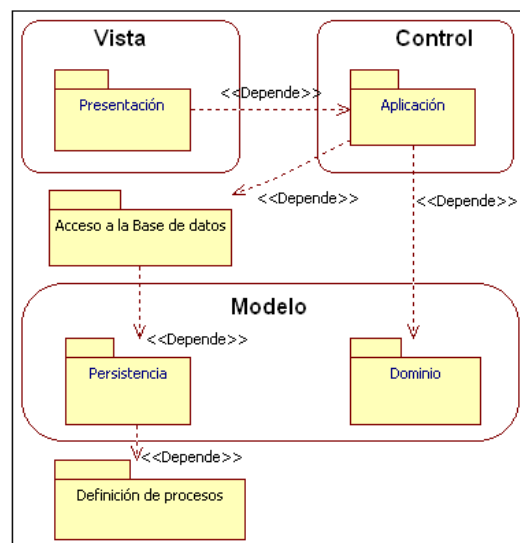 Vista
Control
Presentación
<<Depende>>
Aplicación
<<Depende>>
<<Depende>>
Acceso a la Base de datos
Modelo
<<Depende>>
Persistencia
Dominio
<<Depende>>
Definición de procesos